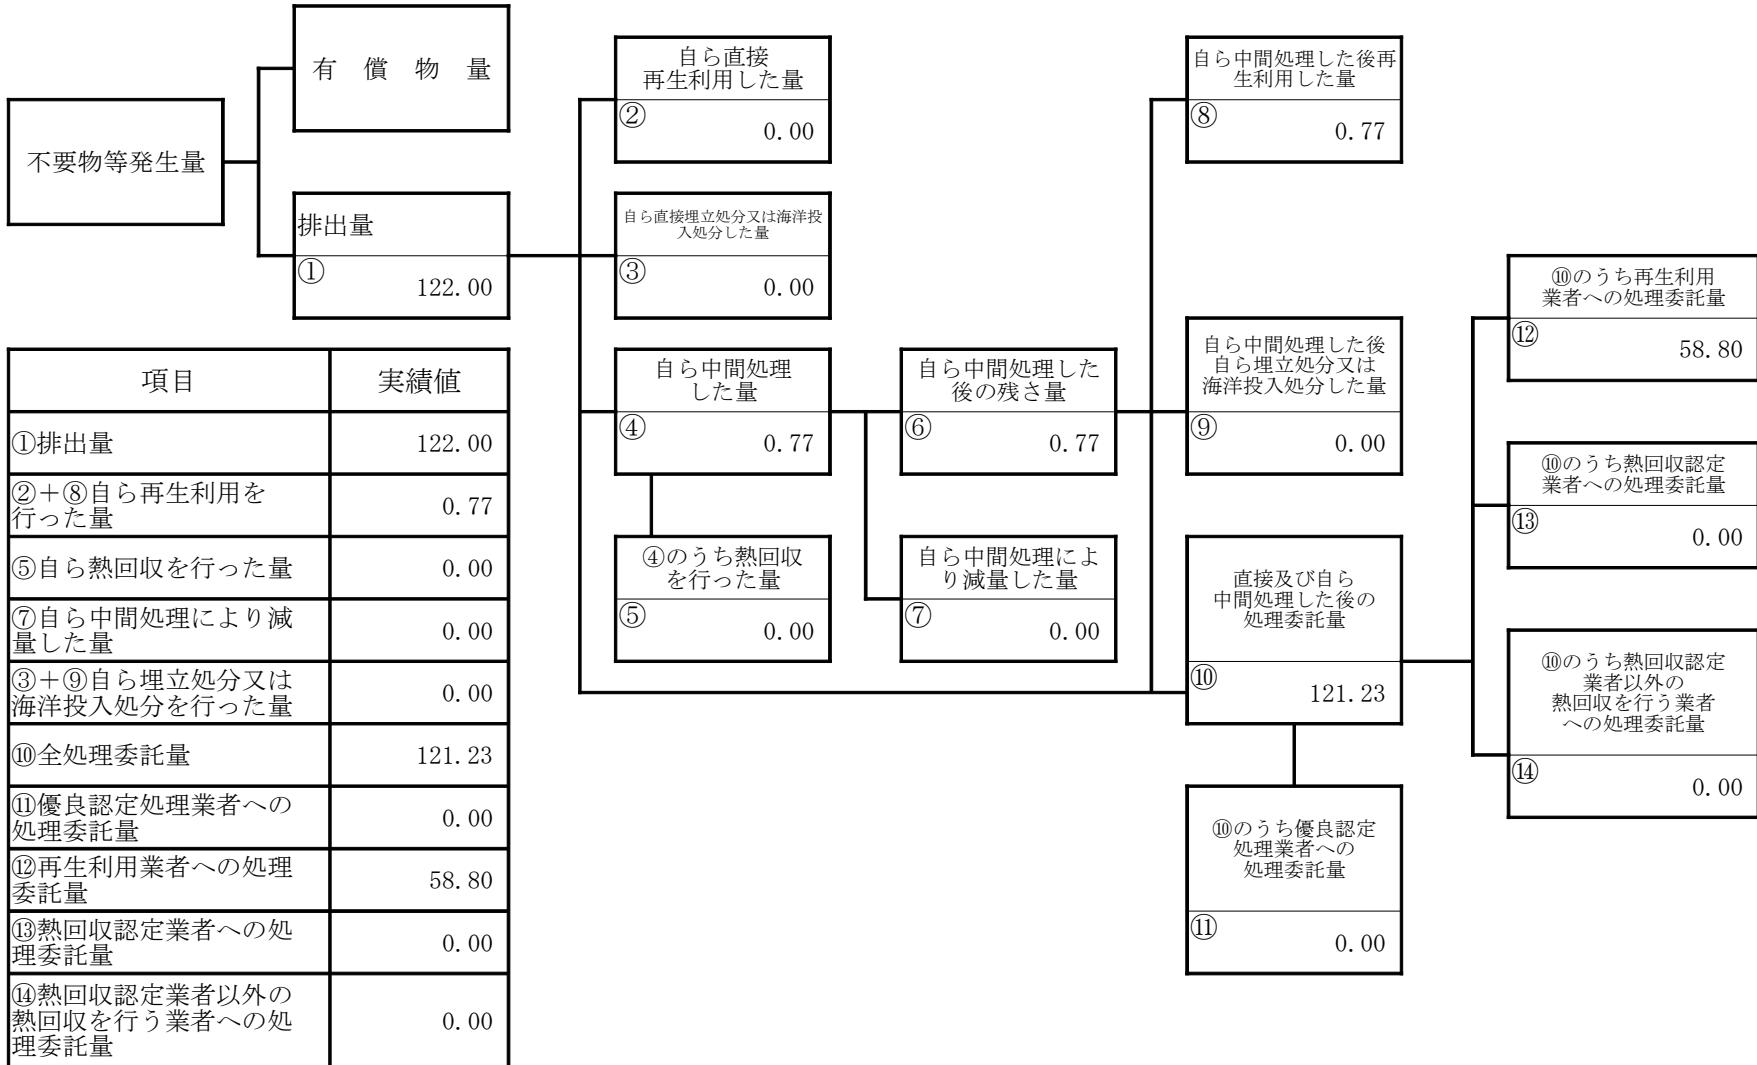 有 償 物 量
不要物等発生量
排出量
①
122.00
自ら直接
再生利用した量
②
0.00
自ら直接埋立処分又は海洋投
入処分した量
③
0.00
自ら中間処理
した量
④
0.77
④のうち熱回収
を行った量
⑤
0.00
自ら中間処理した
後の残さ量
⑥
0.77
自ら中間処理によ
り減量した量
⑦
0.00
自ら中間処理した後再
生利用した量
⑧
0.77
自ら中間処理した後
自ら埋立処分又は
海洋投入処分した量
⑨
0.00
直接及び自ら
中間処理した後の
処理委託量
⑩
121.23
⑩のうち優良認定
処理業者への
処理委託量
⑪
0.00
⑩のうち再生利用
業者への処理委託量
⑫
58.80
⑩のうち熱回収認定
業者への処理委託量
⑬
0.00
⑩のうち熱回収認定
業者以外の
熱回収を行う業者
への処理委託量
⑭
0.00
項目 実績値
①排出量 122.00
②＋⑧自ら再生利用を
行った量 0.77
⑤自ら熱回収を行った量 0.00
⑦自ら中間処理により減
量した量 0.00
③＋⑨自ら埋立処分又は
海洋投入処分を行った量 0.00
⑩全処理委託量 121.23
⑪優良認定処理業者への
処理委託量 0.00
⑫再生利用業者への処理
委託量 58.80
⑬熱回収認定業者への処
理委託量 0.00
⑭熱回収認定業者以外の
熱回収を行う業者への処
理委託量 0.00